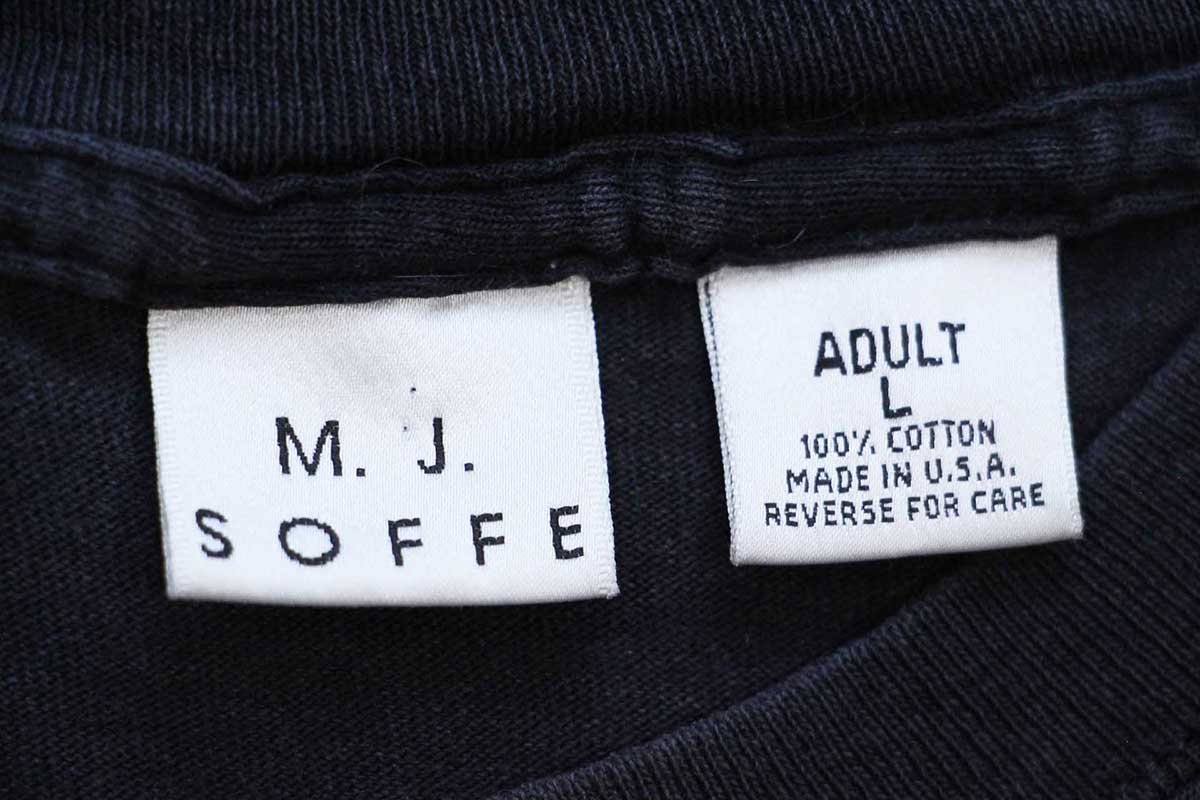 M. J.
SOFFE
ADULT
L
100% COTTON
MADE IN U.S.A.
REVERSE FOR CARE